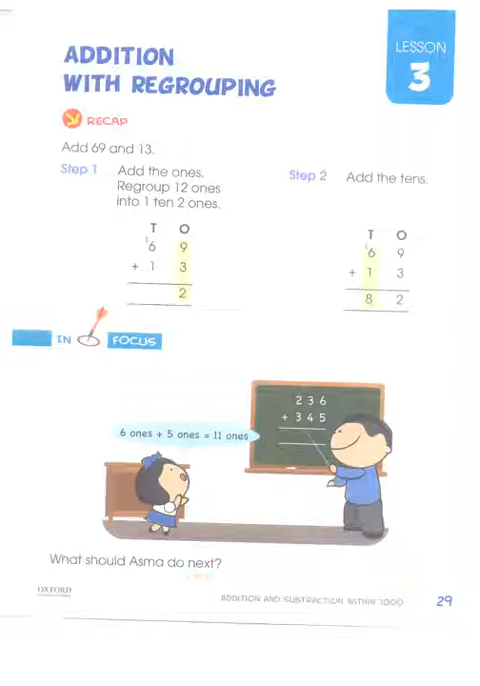 LESSON
3
ADDITION
WITH REGROUPING
RECAP
Add 69 and 13.
Step 1 Add the ones.
Regroup 12 ones
into 1 ten 2 ones.
T O
1
6 9
+ 1 3
2
Step 2 Add the tens.
T O
1
6 9
+ 1 3
8 2
IN FOCUS
2 3 6
+ 3 4 5
6 ones + 5 ones = 11 ones
What should Asma do next?
OXFORD
ADDITION AND SUBTRACTION WITHIN 1000 29